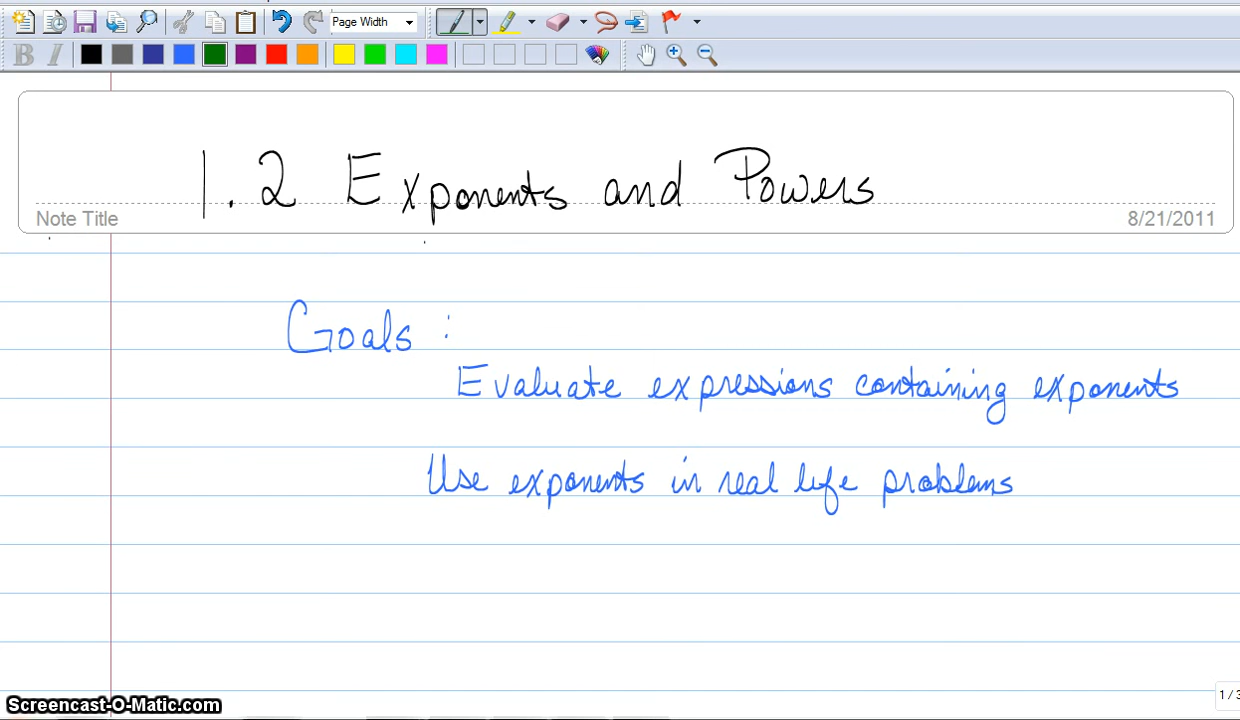 Page Width
B I
1.2 Exponents and Powers
Note Title
8/21/2011
Goals :
Evaluate expressions containing exponents
Use exponents in real life problems
1 / 3
Screencast-O-Matic.com